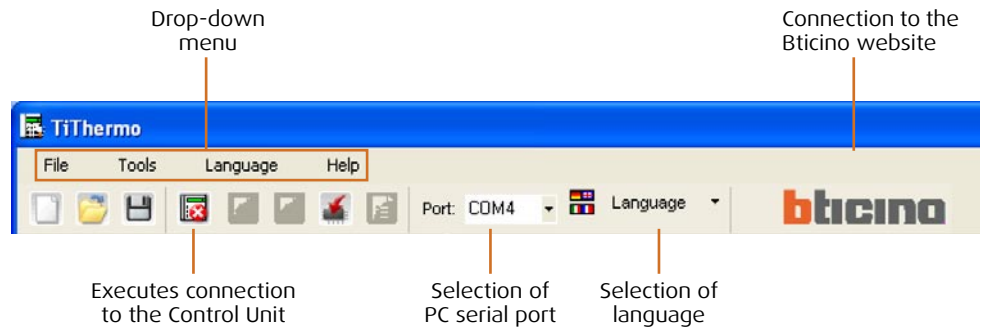 Drop-down
menu
Connection to the
Bticino website
TiThermo
File Tools Language Help
Port: COM4 Language
bticino
Executes connection
to the Control Unit
Selection of
PC serial port
Selection of
language